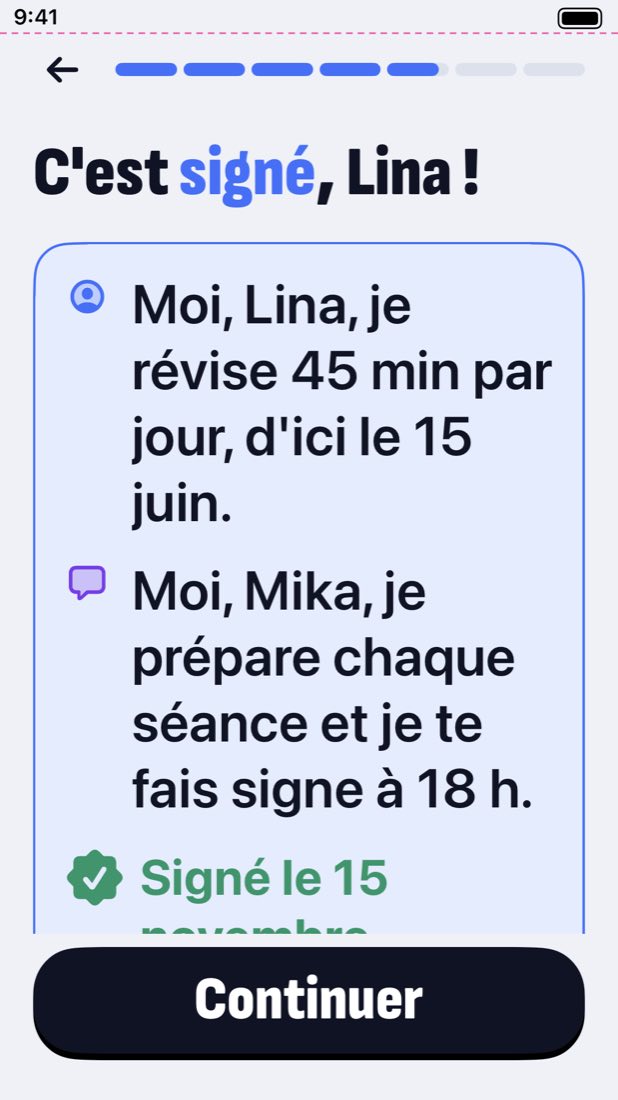 9:41
C'est signé, Lina !
Moi, Lina, je
révise 45 min par
jour, d'ici le 15
juin.
Moi, Mika, je
prépare chaque
séance et je te
fais signe à 18 h.
Signé le 15
novembre
Continuer